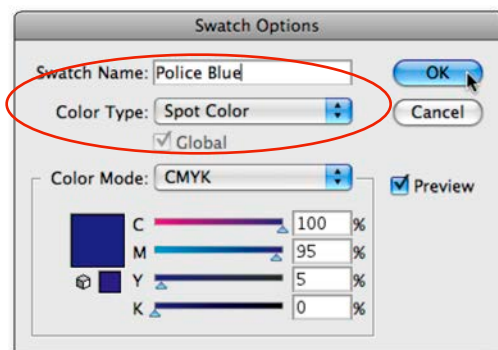 Swatch Options
Swatch Name: Police Blue OK
Color Type: Spot Color Cancel
Global
Color Mode: CMYK Preview
C 100 %
M 95 %
Y 5 %
K 0 %